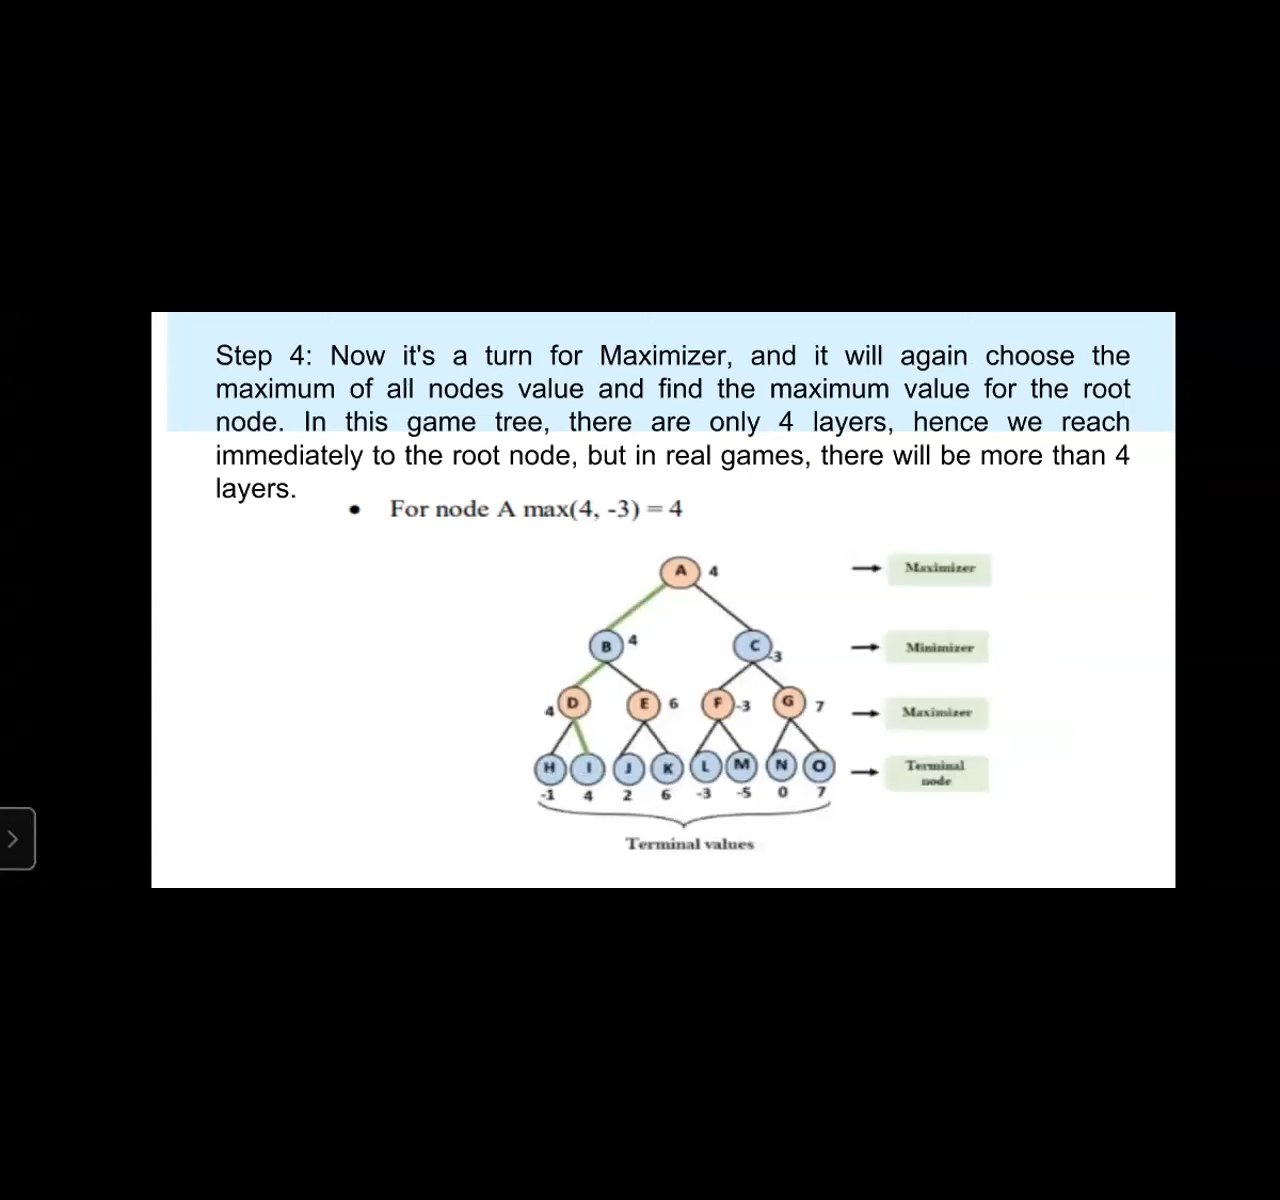 Step 4: Now it's a turn for Maximizer, and it will again choose the
maximum of all nodes value and find the maximum value for the root
node. In this game tree, there are only 4 layers, hence we reach
immediately to the root node, but in real games, there will be more than 4
layers.
• For node A max(4, -3) = 4
A 4
Maximizer
B 4
C -3
Minimizer
4 D
E 6
F -3
G 7
Maximizer
H I J K L M N O
Terminal
node
-1 4 2 6 -3 -5 0 7
Terminal values